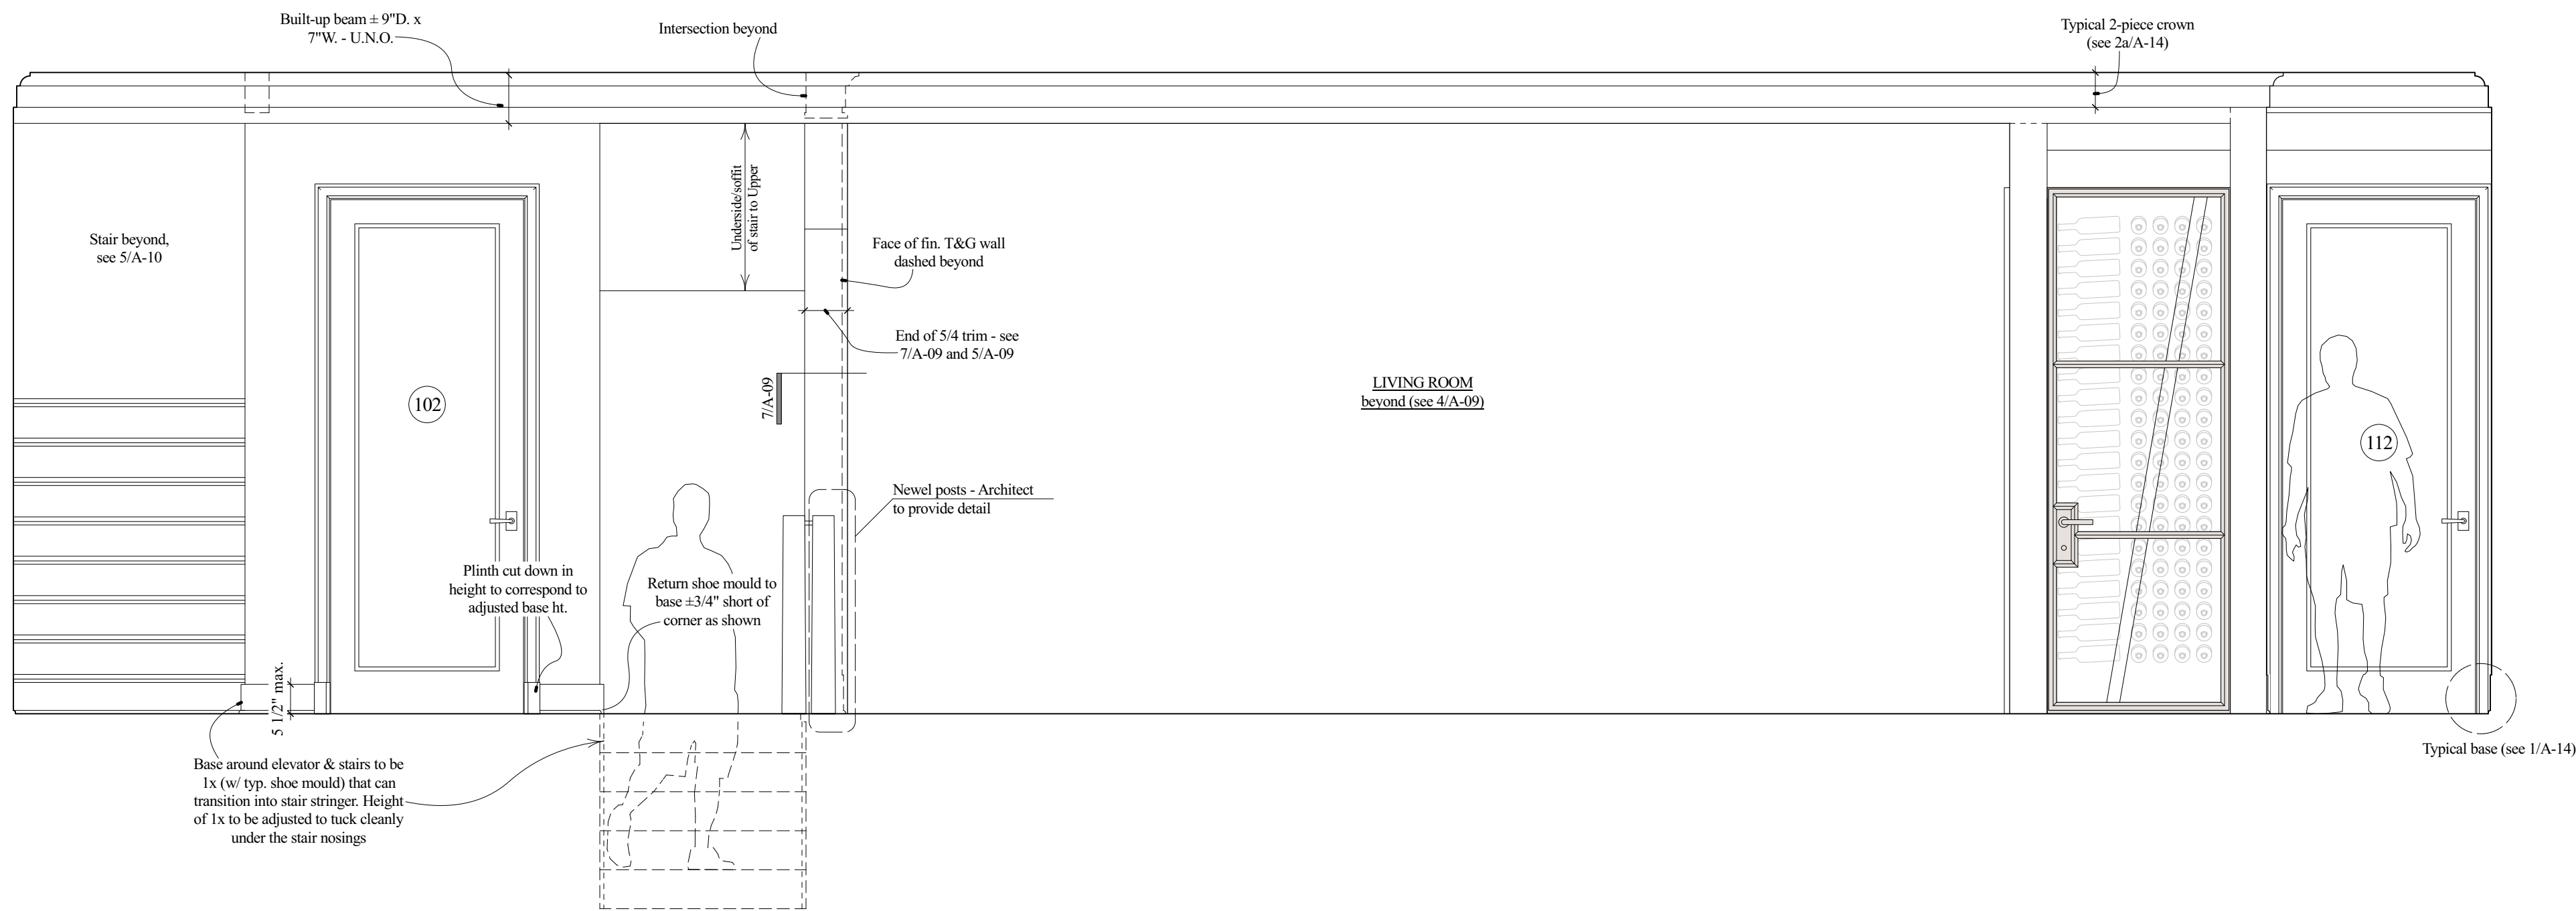 Built-up beam ± 9"D. x
7"W. - U.N.O.
Intersection beyond
Typical 2-piece crown
(see 2a/A-14)
Stair beyond,
see 5/A-10
Underside/soffit
of stair to Upper
Face of fin. T&G wall
dashed beyond
End of 5/4 trim - see
7/A-09 and 5/A-09
7/A-09
102
LIVING ROOM
beyond (see 4/A-09)
112
Newel posts - Architect
to provide detail
Plinth cut down in
height to correspond to
adjusted base ht.
Return shoe mould to
base ±3/4" short of
corner as shown
5 1/2" max.
Typical base (see 1/A-14)
Base around elevator & stairs to be
1x (w/ typ. shoe mould) that can
transition into stair stringer. Height
of 1x to be adjusted to tuck cleanly
under the stair nosings